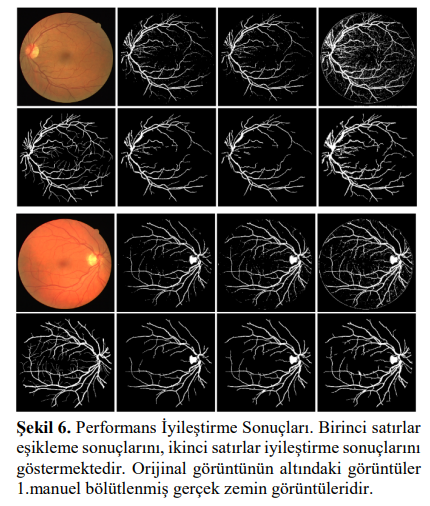 Şekil 6. Performans İyileştirme Sonuçları. Birinci satırlar
eşikleme sonuçlarını, ikinci satırlar iyileştirme sonuçlarını
göstermektedir. Orijinal görüntünün altındaki görüntüler
1.manuel bölütlenmiş gerçek zemin görüntüleridir.